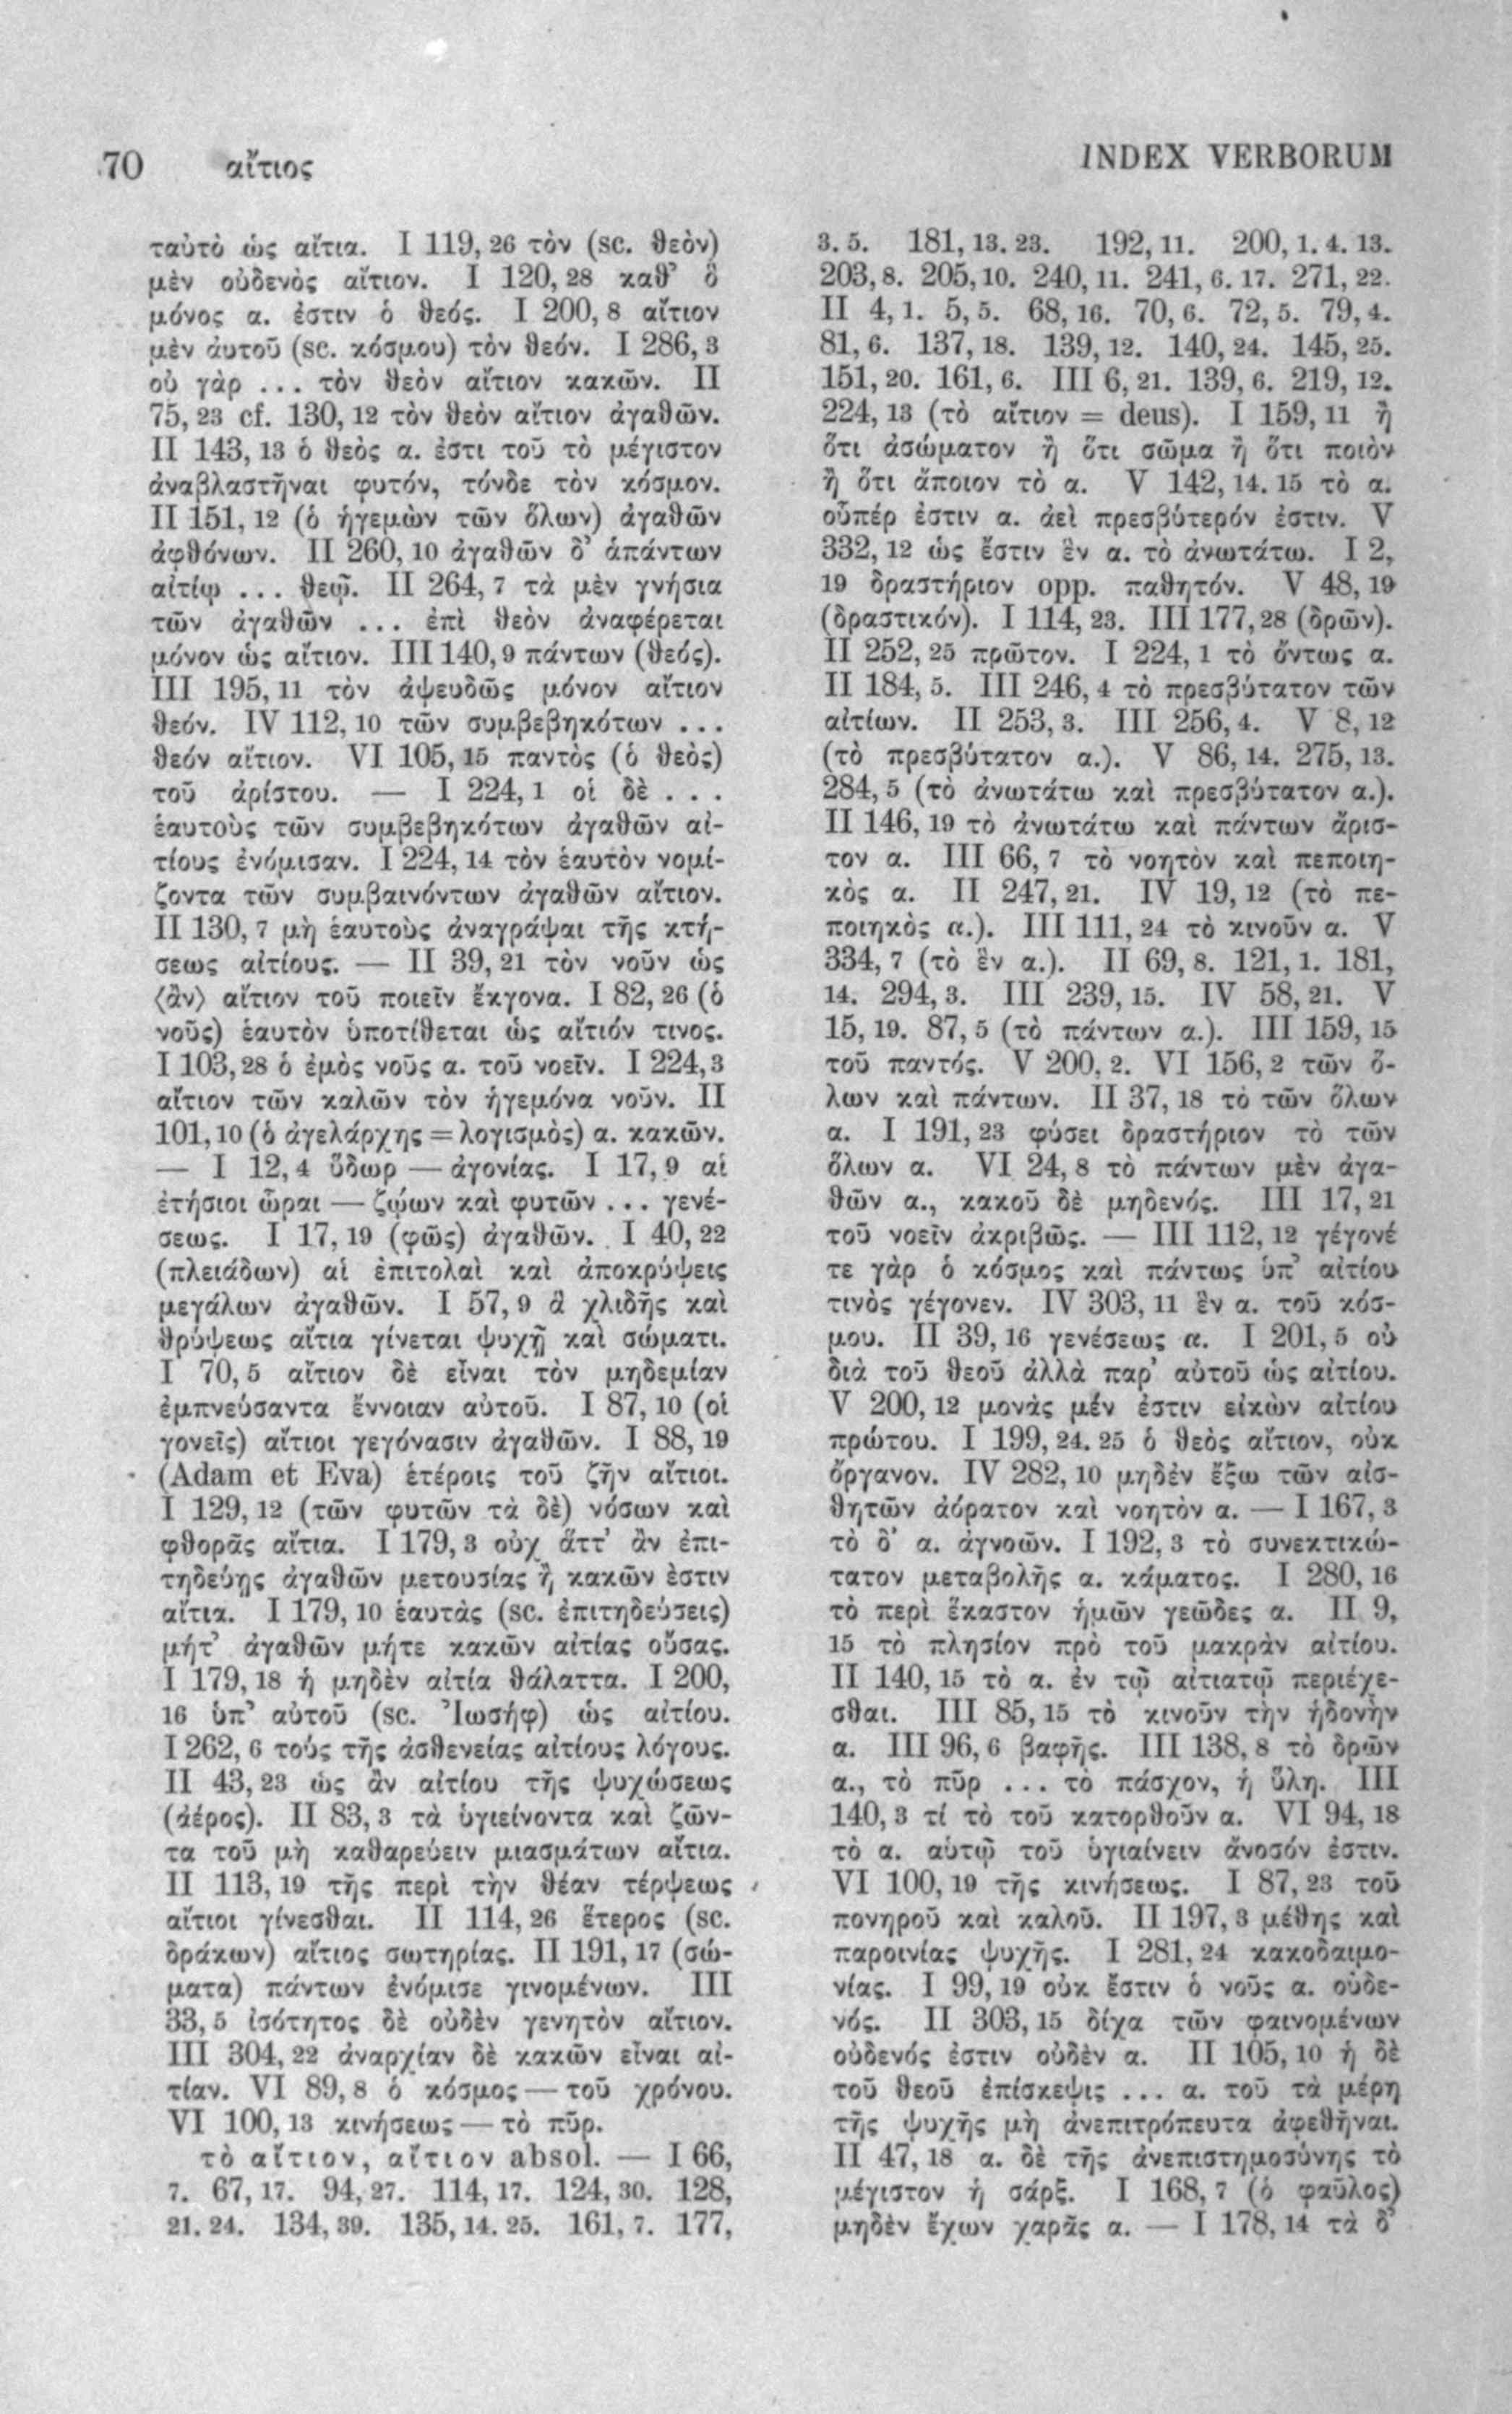 70 αἴτιος INDEX VERBORUM
ταὐτὸ ὡς αἴτια. I 119, 26 τὸν (sc. θεὸν)
μὲν οὐδενὸς αἴτιον. I 120, 28 καθ’ ὃ
μόνος α. ἐστιν ὁ θεός. I 200, 8 αἴτιον
μὲν ἀυτοῦ (sc. κόσμου) τὸν θεόν. I 286, 3
οὐ γὰρ ... τὸν θεὸν αἴτιον κακῶν. II
75, 23 cf. 130, 12 τὸν θεὸν αἴτιον ἀγαθῶν.
II 143, 13 ὁ θεὸς α. ἐστι τοῦ τὸ μέγιστον
ἀναβλαστῆναι φυτόν, τόνδε τὸν κόσμον.
II 151, 12 (ὁ ἡγεμὼν τῶν ὅλων) ἀγαθῶν
ἀφθόνων. II 260, 10 ἀγαθῶν δ’ ἁπάντων
αἰτίῳ ... θεῷ. II 264, 7 τὰ μὲν γνήσια
τῶν ἀγαθῶν ... ἐπὶ θεὸν ἀναφέρεται
μόνον ὡς αἴτιον. III 140, 9 πάντων (θεός).
III 195, 11 τὸν ἀψευδῶς μόνον αἴτιον
θεόν. IV 112, 10 τῶν συμβεβηκότων ...
θεόν αἴτιον. VI 105, 15 παντὸς (ὁ θεὸς)
τοῦ ἀρίστου. — I 224, 1 οἱ δὲ ...
ἑαυτοὺς τῶν συμβεβηκότων ἀγαθῶν αἰ-
τίους ἐνόμισαν. I 224, 14 τὸν ἑαυτὸν νομί-
ζοντα τῶν συμβαινόντων ἀγαθῶν αἴτιον.
II 130, 7 μὴ ἑαυτοὺς ἀναγράψαι τῆς κτή-
σεως αἰτίους. — II 39, 21 τὸν νοῦν ὡς
⟨ἂν⟩ αἴτιον τοῦ ποιεῖν ἔκγονα. I 82, 26 (ὁ
νοῦς) ἑαυτὸν ὑποτίθεται ὡς αἴτιόν τινος.
I 103, 28 ὁ ἐμὸς νοῦς α. τοῦ νοεῖν. I 224, 3
αἴτιον τῶν καλῶν τὸν ἡγεμόνα νοῦν. II
101, 10 (ὁ ἀγελάρχης = λογισμὸς) α. κακῶν.
— I 12, 4 ὕδωρ — ἀγονίας. I 17, 9 αἱ
ἐτήσιοι ὧραι — ζῴων καὶ φυτῶν ... γενέ-
σεως. I 17, 19 (φῶς) ἀγαθῶν. I 40, 22
(πλειάδων) αἱ ἐπιτολαὶ καὶ ἀποκρύψεις
μεγάλων ἀγαθῶν. I 57, 9 ἃ χλιδῆς καὶ
θρύψεως αἴτια γίνεται ψυχῇ καὶ σώματι.
I 70, 5 αἴτιον δὲ εἶναι τὸν μηδεμίαν
ἐμπνεύσαντα ἔννοιαν αὐτοῦ. I 87, 10 (οἱ
γονεῖς) αἴτιοι γεγόνασιν ἀγαθῶν. I 88, 19
(Adam et Eva) ἑτέροις τοῦ ζῆν αἴτιοι.
I 129, 12 (τῶν φυτῶν τὰ δὲ) νόσων καὶ
φθορᾶς αἴτια. I 179, 3 οὐχ ἅττ’ ἂν ἐπι-
τηδεύῃς ἀγαθῶν μετουσίας ἢ κακῶν ἐστιν
αἴτια. I 179, 10 ἑαυτὰς (sc. ἐπιτηδεύσεις)
μήτ’ ἀγαθῶν μήτε κακῶν αἰτίας οὔσας.
I 179, 18 ἡ μηδὲν αἰτία θάλαττα. I 200,
16 ὑπ’ αὐτοῦ (sc. Ἰωσήφ) ὡς αἰτίου.
I 262, 6 τούς τῆς ἀσθενείας αἰτίους λόγους.
II 43, 23 ὡς ἂν αἰτίου τῆς ψυχώσεως
(ἀέρος). II 83, 3 τὰ ὑγιείνοντα καὶ ζῶν-
τα τοῦ μὴ καθαρεύειν μιασμάτων αἴτια.
II 113, 19 τῆς περὶ τὴν θέαν τέρψεως
αἴτιοι γίνεσθαι. II 114, 26 ἕτερος (sc.
δράκων) αἴτιος σωτηρίας. II 191, 17 (σώ-
ματα) πάντων ἐνόμισε γινομένων. III
33, 5 ἰσότητος δὲ οὐδὲν γενητὸν αἴτιον.
III 304, 22 ἀναρχίαν δὲ κακῶν εἶναι αἰ-
τίαν. VI 89, 8 ὁ κόσμος — τοῦ χρόνου.
VI 100, 13 κινήσεως — τὸ πῦρ.
τὸ αἴτιον, αἴτιον absol. — I 66,
7. 67, 17. 94, 27. 114, 17. 124, 30. 128,
21. 24. 134, 39. 135, 14. 25. 161, 7. 177,
3. 5. 181, 13. 23. 192, 11. 200, 1. 4. 13.
203, 8. 205, 10. 240, 11. 241, 6. 17. 271, 22.
II 4, 1. 5, 5. 68, 16. 70, 6. 72, 5. 79, 4.
81, 6. 137, 18. 139, 12. 140, 24. 145, 25.
151, 20. 161, 6. III 6, 21. 139, 6. 219, 12.
224, 13 (τὸ αἴτιον = deus). I 159, 11 ἢ
ὅτι ἀσώματον ἢ ὅτι σῶμα ἢ ὅτι ποιὸν
ἢ ὅτι ἄποιον τὸ α. V 142, 14. 15 τὸ α.
οὗπέρ ἐστιν α. ἀεὶ πρεσβύτερόν ἐστιν. V
332, 12 ὡς ἔστιν ἓν α. τὸ ἀνωτάτω. I 2,
19 δραστήριον opp. παθητόν. V 48, 19
(δραστικόν). I 114, 23. III 177, 28 (δρῶν).
II 252, 25 πρῶτον. I 224, 1 τὸ ὄντως α.
II 184, 5. III 246, 4 τὸ πρεσβύτατον τῶν
αἰτίων. II 253, 3. III 256, 4. V 8, 12
(τὸ πρεσβύτατον α.). V 86, 14. 275, 13.
284, 5 (τὸ ἀνωτάτω καὶ πρεσβύτατον α.).
II 146, 19 τὸ ἀνωτάτω καὶ πάντων ἄρισ-
τον α. III 66, 7 τὸ νοητὸν καὶ πεποιη-
κὸς α. II 247, 21. IV 19, 12 (τὸ πε-
ποιηκὸς α.). III 111, 24 τὸ κινοῦν α. V
334, 7 (τὸ ἓν α.). II 69, 8. 121, 1. 181,
14. 294, 3. III 239, 15. IV 58, 21. V
15, 19. 87, 5 (τὸ πάντων α.). III 159, 15
τοῦ παντός. V 200, 2. VI 156, 2 τῶν ὅ-
λων καὶ πάντων. II 37, 18 τὸ τῶν ὅλων
α. I 191, 23 φύσει δραστήριον τὸ τῶν
ὅλων α. VI 24, 8 τὸ πάντων μὲν ἀγα-
θῶν α., κακοῦ δὲ μηδενός. III 17, 21
τοῦ νοεῖν ἀκριβῶς. — III 112, 12 γέγονέ
τε γὰρ ὁ κόσμος καὶ πάντως ὑπ’ αἰτίου
τινὸς γέγονεν. IV 303, 11 ἓν α. τοῦ κόσ-
μου. II 39, 16 γενέσεως α. I 201, 5 οὐ
διὰ τοῦ θεοῦ ἀλλὰ παρ’ αὐτοῦ ὡς αἰτίου.
V 200, 12 μονὰς μέν ἐστιν εἰκὼν αἰτίου
πρώτου. I 199, 24. 25 ὁ θεὸς αἴτιον, οὐκ
ὄργανον. IV 282, 10 μηδὲν ἔξω τῶν αἰσ-
θητῶν ἀόρατον καὶ νοητὸν α. — I 167, 3
τὸ δ’ α. ἀγνοῶν. I 192, 3 τὸ συνεκτικώ-
τατον μεταβολῆς α. κάματος. I 280, 16
τὸ περὶ ἕκαστον ἡμῶν γεῶδες α. II 9,
15 τὸ πλησίον πρὸ τοῦ μακρὰν αἰτίου.
II 140, 15 τὸ α. ἐν τῷ αἰτιατῷ περιέχε-
σθαι. III 85, 15 τὸ κινοῦν τὴν ἡδονὴν
α. III 96, 6 βαφῆς. III 138, 8 τὸ δρῶν
α., τὸ πῦρ ... τὸ πάσχον, ἡ ὕλη. III
140, 3 τί τὸ τοῦ κατορθοῦν α. VI 94, 18
τὸ α. αὐτῷ τοῦ ὑγιαίνειν ἄνοσόν ἐστιν.
VI 100, 19 τῆς κινήσεως. I 87, 23 τοῦ
πονηροῦ καὶ καλοῦ. II 197, 3 μέθης καὶ
παροινίας ψυχῆς. I 281, 24 κακοδαιμο-
νίας. I 99, 19 οὐκ ἔστιν ὁ νοῦς α. οὐδε-
νός. II 303, 15 δίχα τῶν φαινομένων
οὐδενός ἐστιν οὐδὲν α. II 105, 10 ἡ δὲ
τοῦ θεοῦ ἐπίσκεψις ... α. τοῦ τὰ μέρη
τῆς ψυχῆς μὴ ἀνεπιτρόπευτα ἀφεθῆναι.
II 47, 18 α. δὲ τῆς ἀνεπιστημοσύνης τὸ
μέγιστον ἡ σάρξ. I 168, 7 (ὁ φαῦλος)
μηδὲν ἔχων χαρᾶς α. — I 178, 14 τὰ δ’